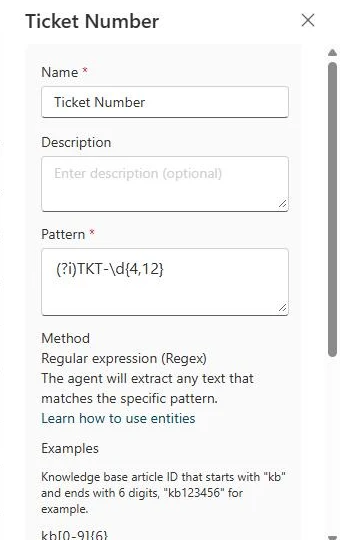 Ticket Number
Name *
Ticket Number
Description
Enter description (optional)
Pattern *
(?i)TKT-\d{4,12}
Method
Regular expression (Regex)
The agent will extract any text that
matches the specific pattern.
Learn how to use entities
Examples
Knowledge base article ID that starts with "kb"
and ends with 6 digits, "kb123456" for
example.
kb[0-9]{6}